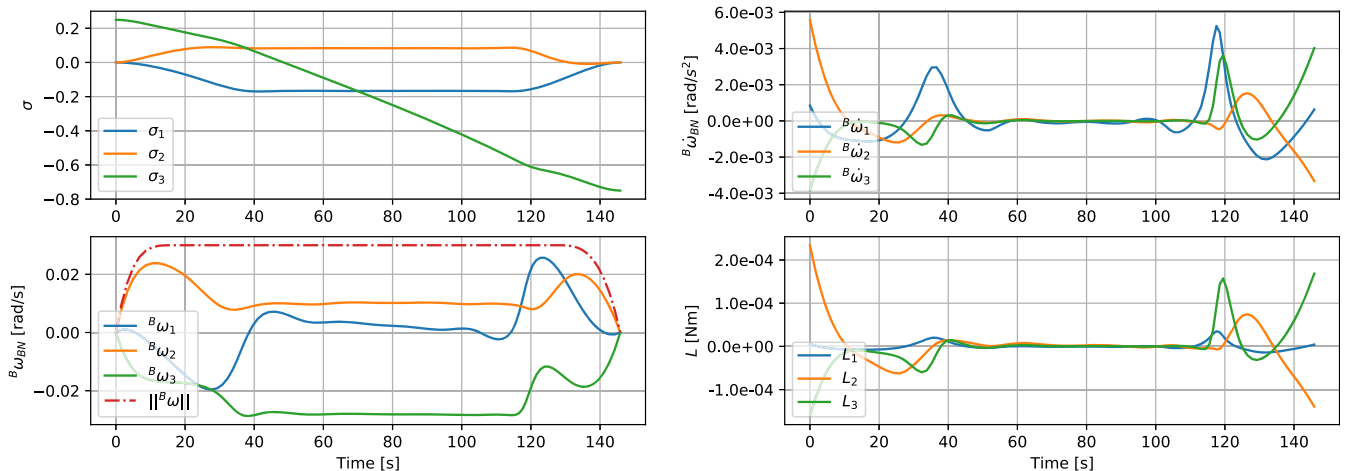 0.2
0.0
−0.2
−0.4
−0.6
−0.8
σ
σ₁
σ₂
σ₃
0 20 40 60 80 100 120 140
6.0e-03
4.0e-03
2.0e-03
0.0e+00
−2.0e-03
−4.0e-03
ᴮω̇_BN [rad/s²]
ᴮω̇₁
ᴮω̇₂
ᴮω̇₃
0 20 40 60 80 100 120 140
0.02
0.00
−0.02
ᴮω_BN [rad/s]
ᴮω₁
ᴮω₂
ᴮω₃
||ᴮω||
0 20 40 60 80 100 120 140
Time [s]
2.0e-04
1.0e-04
0.0e+00
−1.0e-04
L [Nm]
L₁
L₂
L₃
0 20 40 60 80 100 120 140
Time [s]